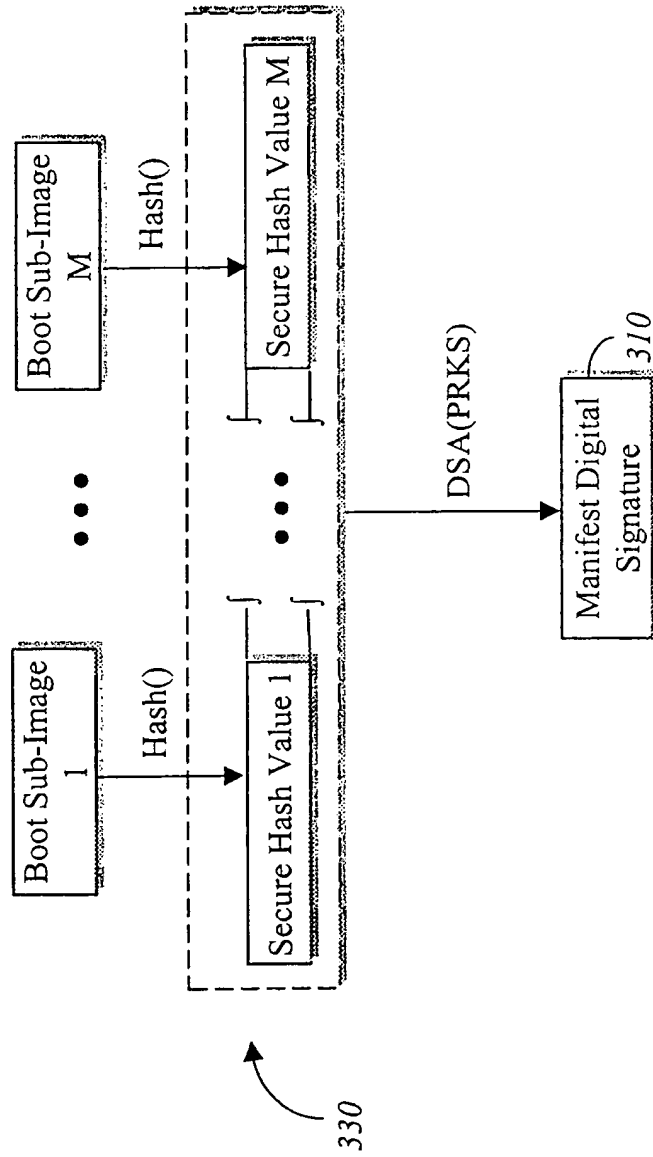 Boot Sub-Image
1
• • •
Boot Sub-Image
M
Hash()
Hash()
Secure Hash Value 1
• • •
Secure Hash Value M
330
DSA(PRKS)
Manifest Digital
Signature
310